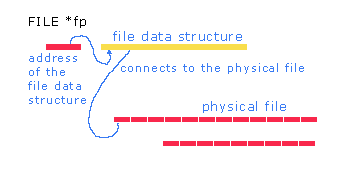 FILE *fp
file data structure
address
of the
file data
structure
connects to the physical file
physical file